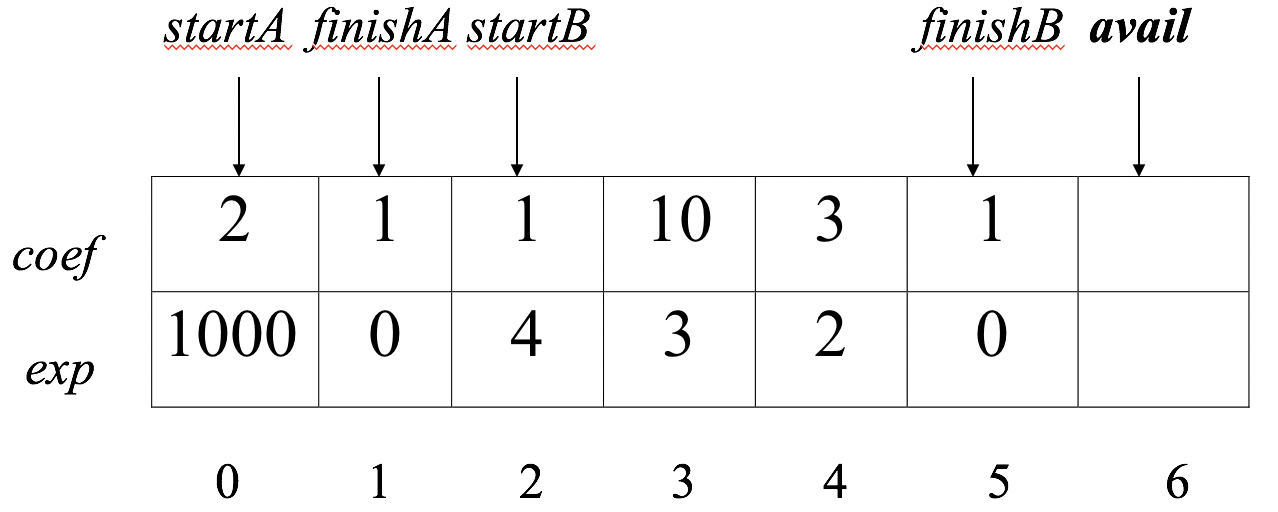 startA finishA startB finishB avail
coef 2 1 1 10 3 1
exp 1000 0 4 3 2 0
0 1 2 3 4 5 6